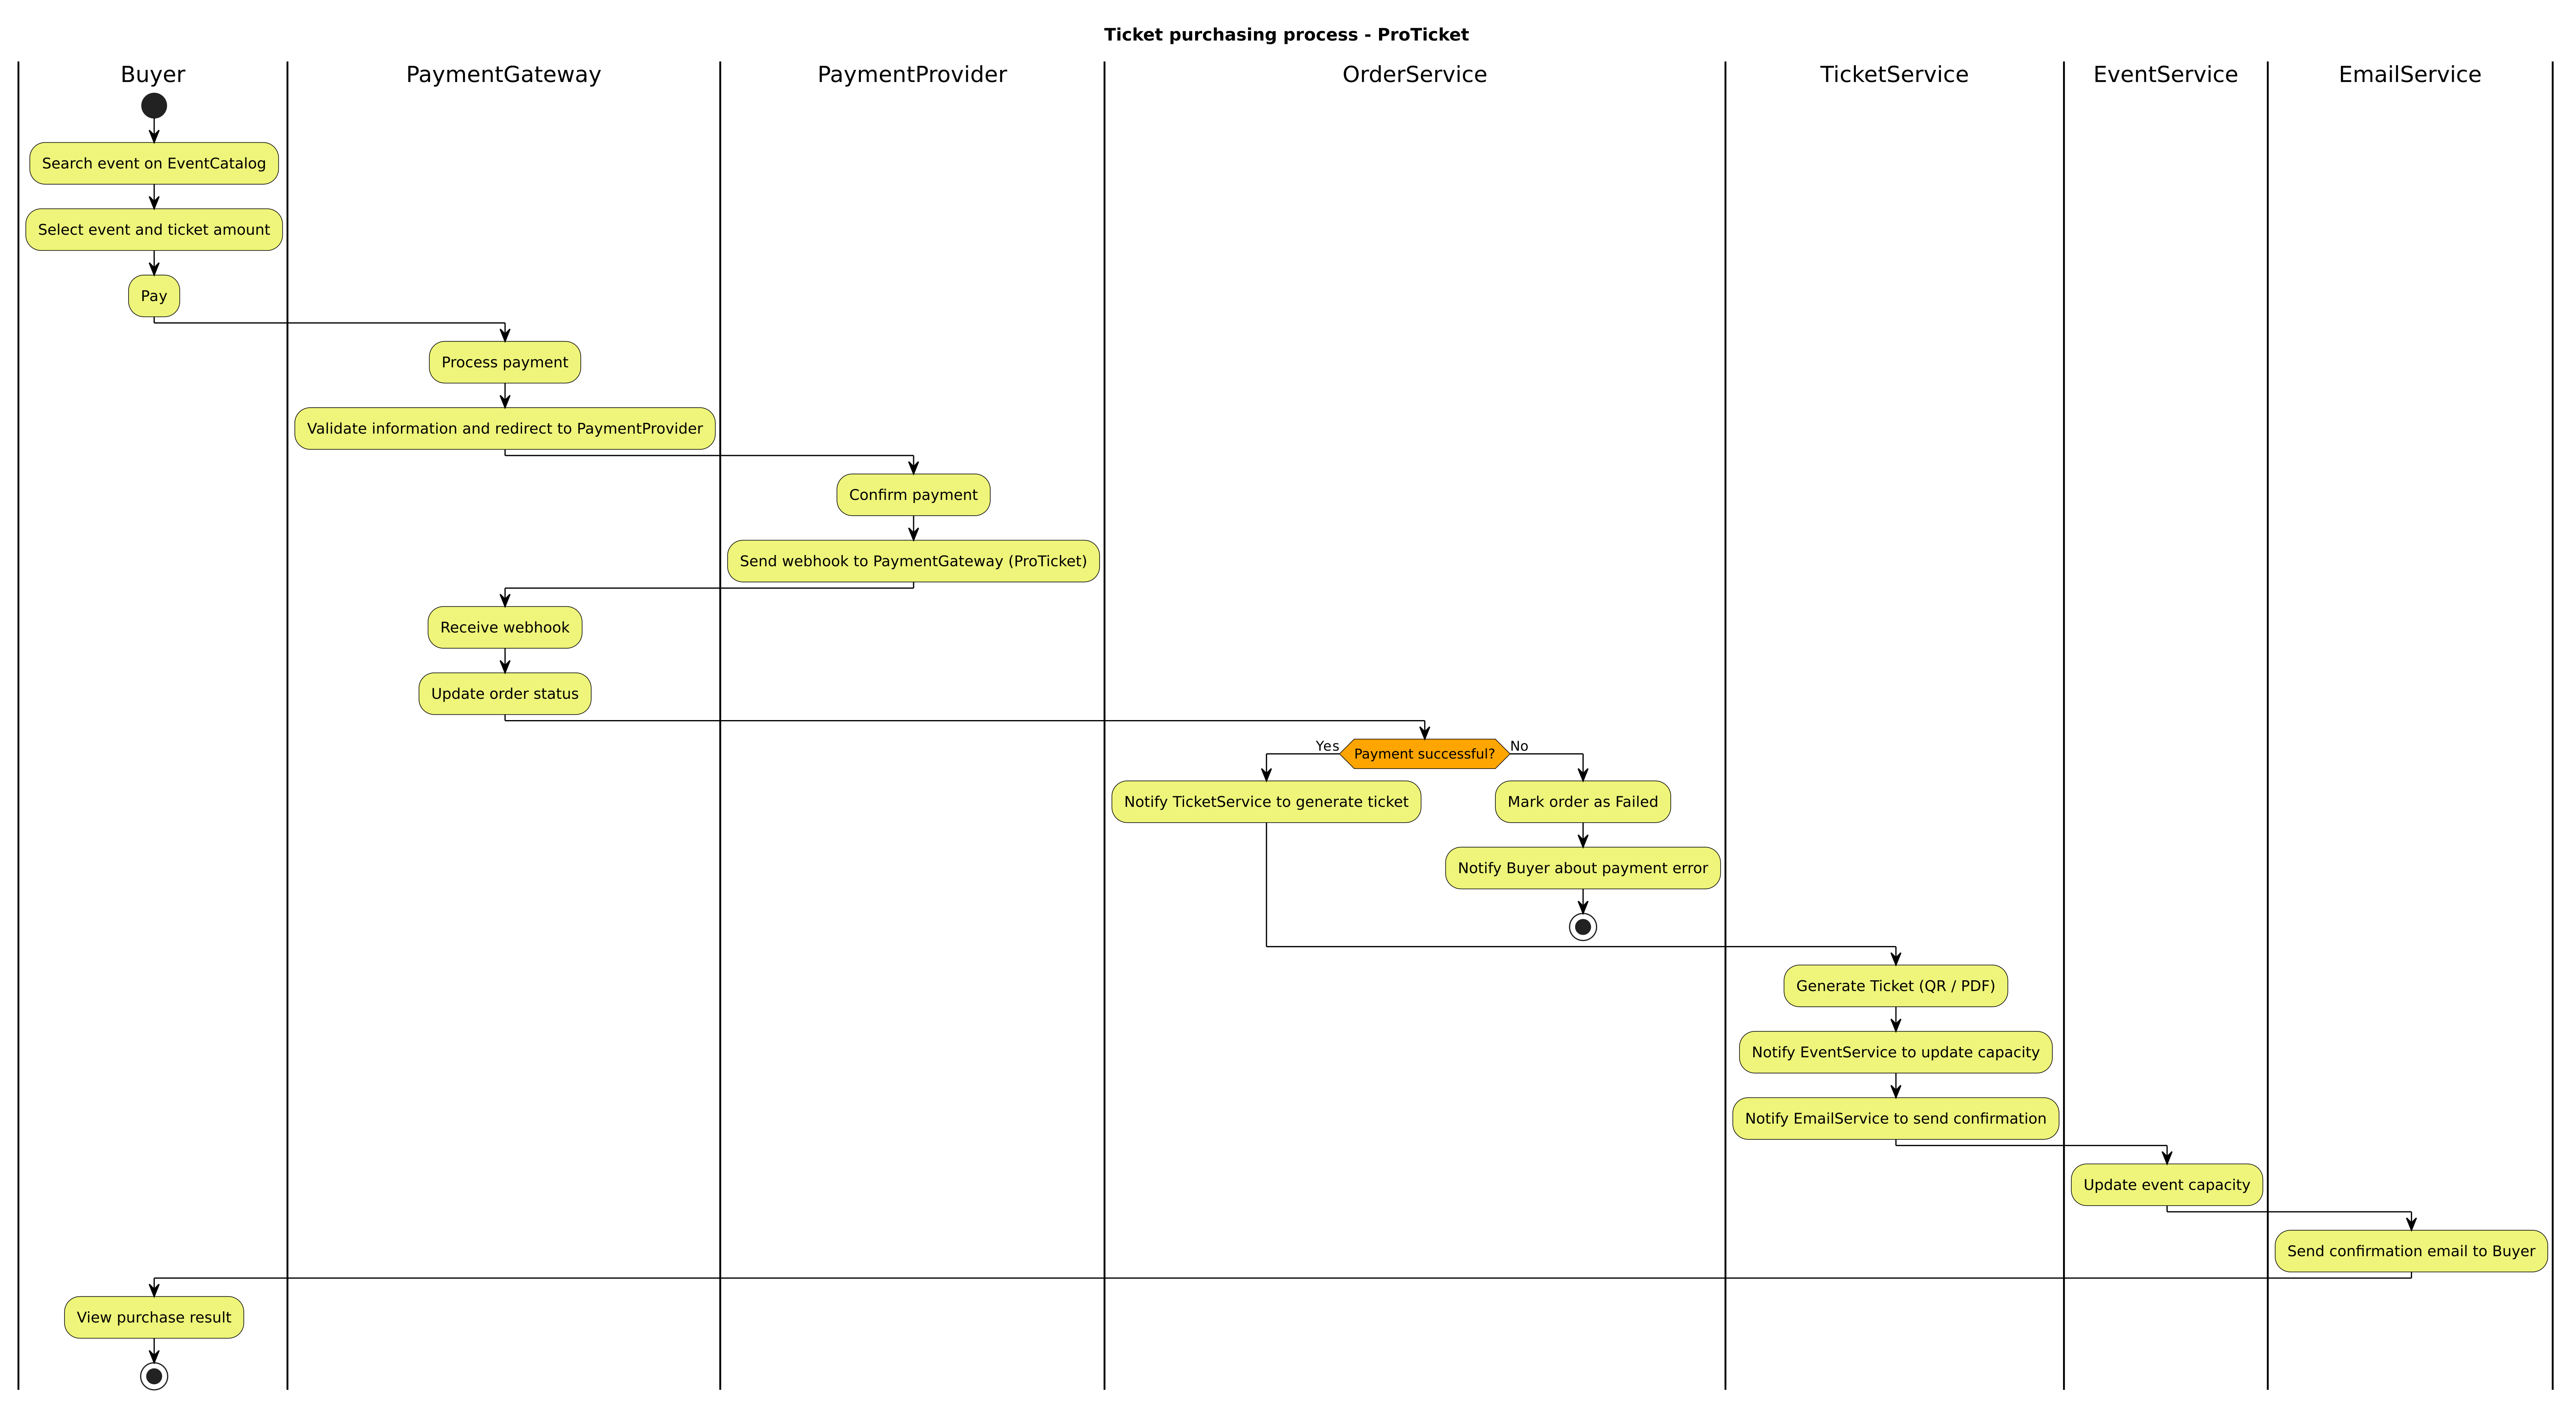 Ticket purchasing process - ProTicket
Buyer
PaymentGateway
PaymentProvider
OrderService
TicketService
EventService
EmailService
Search event on EventCatalog
Select event and ticket amount
Pay
Process payment
Validate information and redirect to PaymentProvider
Confirm payment
Send webhook to PaymentGateway (ProTicket)
Receive webhook
Update order status
Yes
Payment successful?
No
Notify TicketService to generate ticket
Mark order as Failed
Notify Buyer about payment error
Generate Ticket (QR / PDF)
Notify EventService to update capacity
Notify EmailService to send confirmation
Update event capacity
Send confirmation email to Buyer
View purchase result